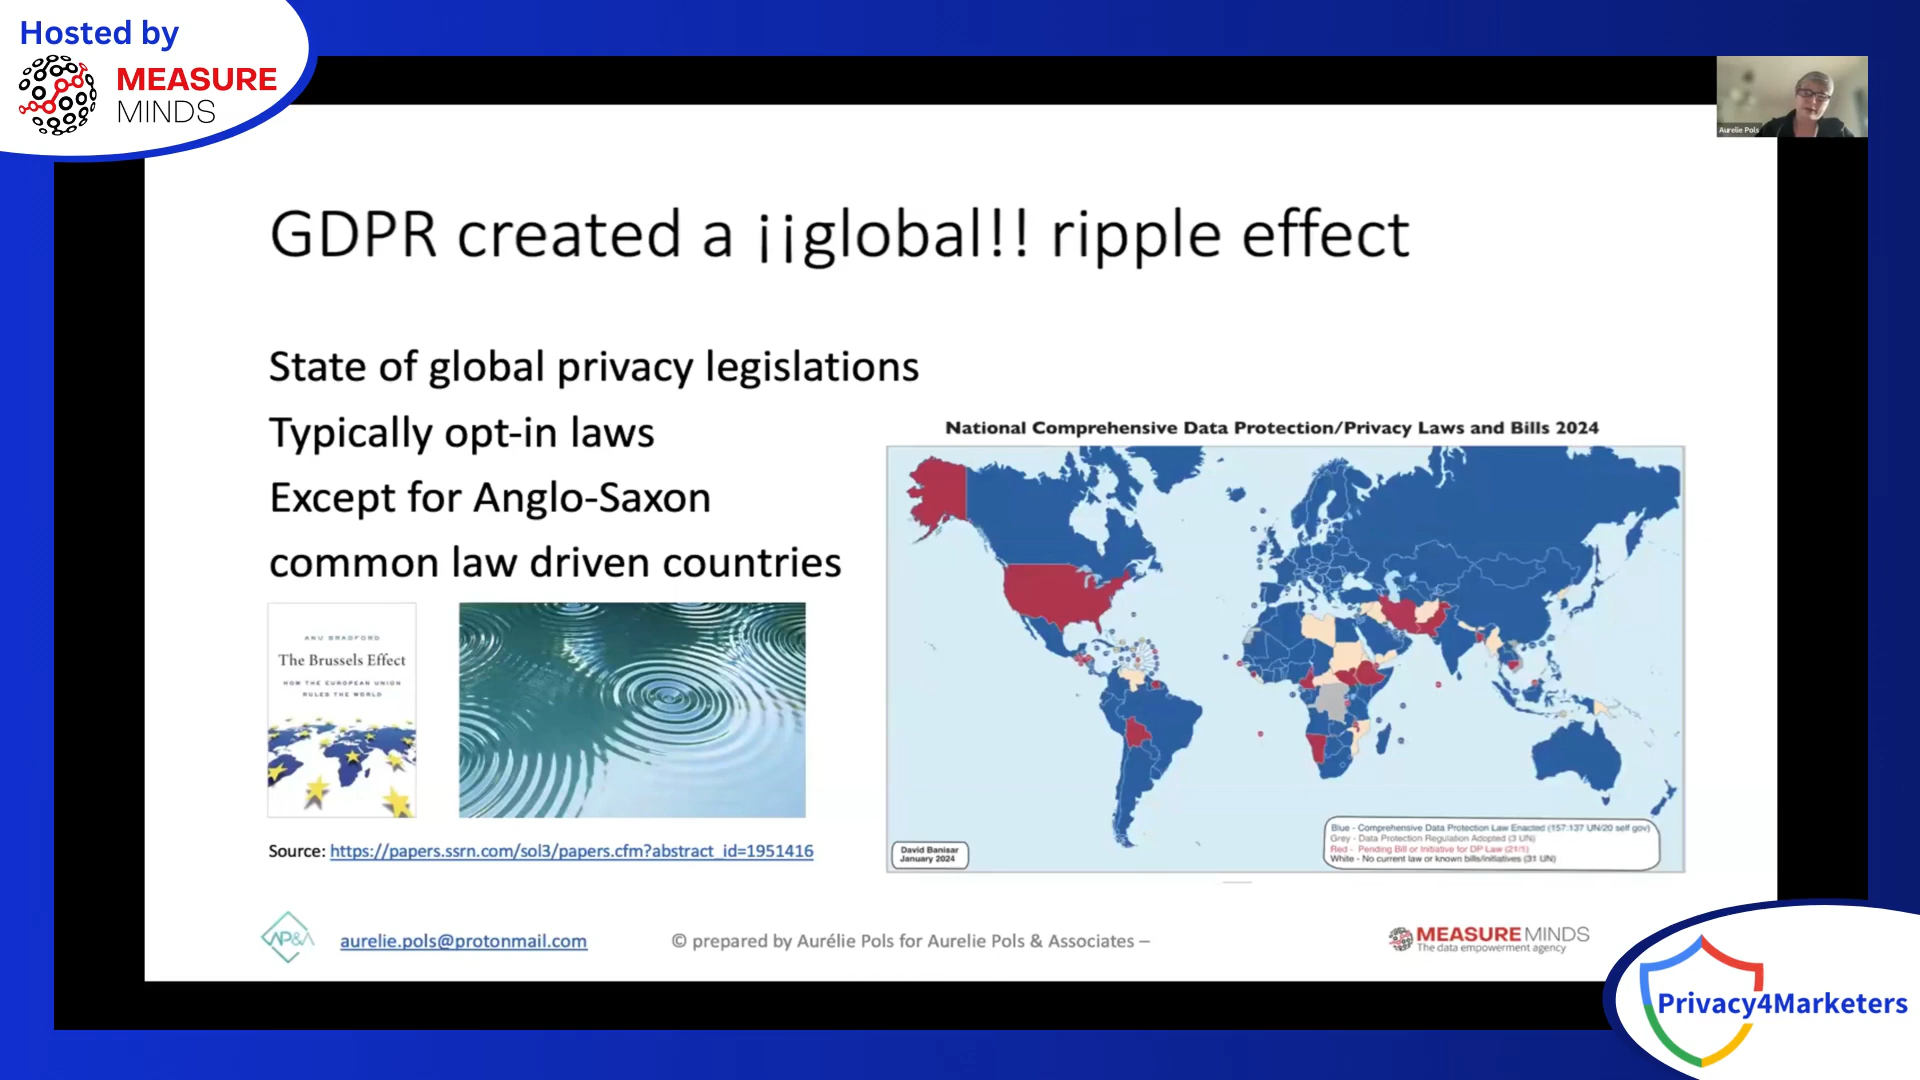 Hosted by
MEASURE
MINDS
Aurelie Pols
GDPR created a ¡¡global!! ripple effect
State of global privacy legislations
Typically opt-in laws
Except for Anglo-Saxon
common law driven countries
ANU BRADFORD
The Brussels Effect
HOW THE EUROPEAN UNION
RULES THE WORLD
National Comprehensive Data Protection/Privacy Laws and Bills 2024
David Banisar
January 2024
Blue - Comprehensive Data Protection Law Enacted (157:137 UN/20 self gov)
Grey - Data Protection Regulation Adopted (3 UN)
Red - Pending Bill or Initiative for DP Law (21/1)
White - No current law or known bills/initiatives (31 UN)
Source: https://papers.ssrn.com/sol3/papers.cfm?abstract_id=1951416
AP&A
aurelie.pols@protonmail.com
© prepared by Aurélie Pols for Aurelie Pols & Associates –
MEASURE MINDS
The data empowerment agency
Privacy4Marketers